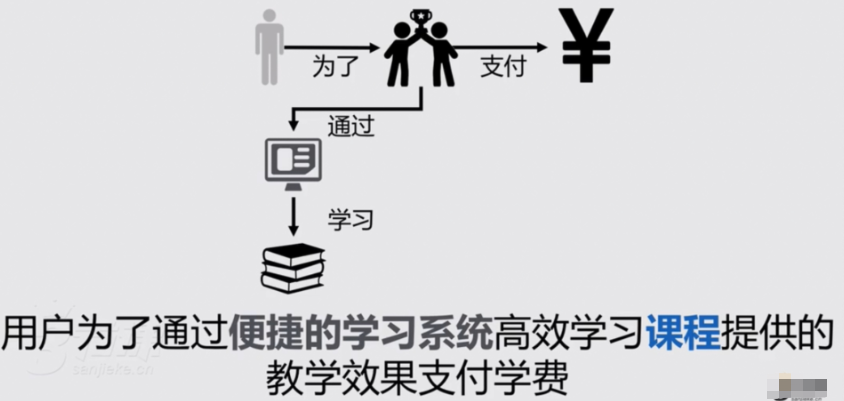 为了
支付
¥
通过
学习
用户为了通过便捷的学习系统高效学习课程提供的
教学效果支付学费
sanjieke.cn